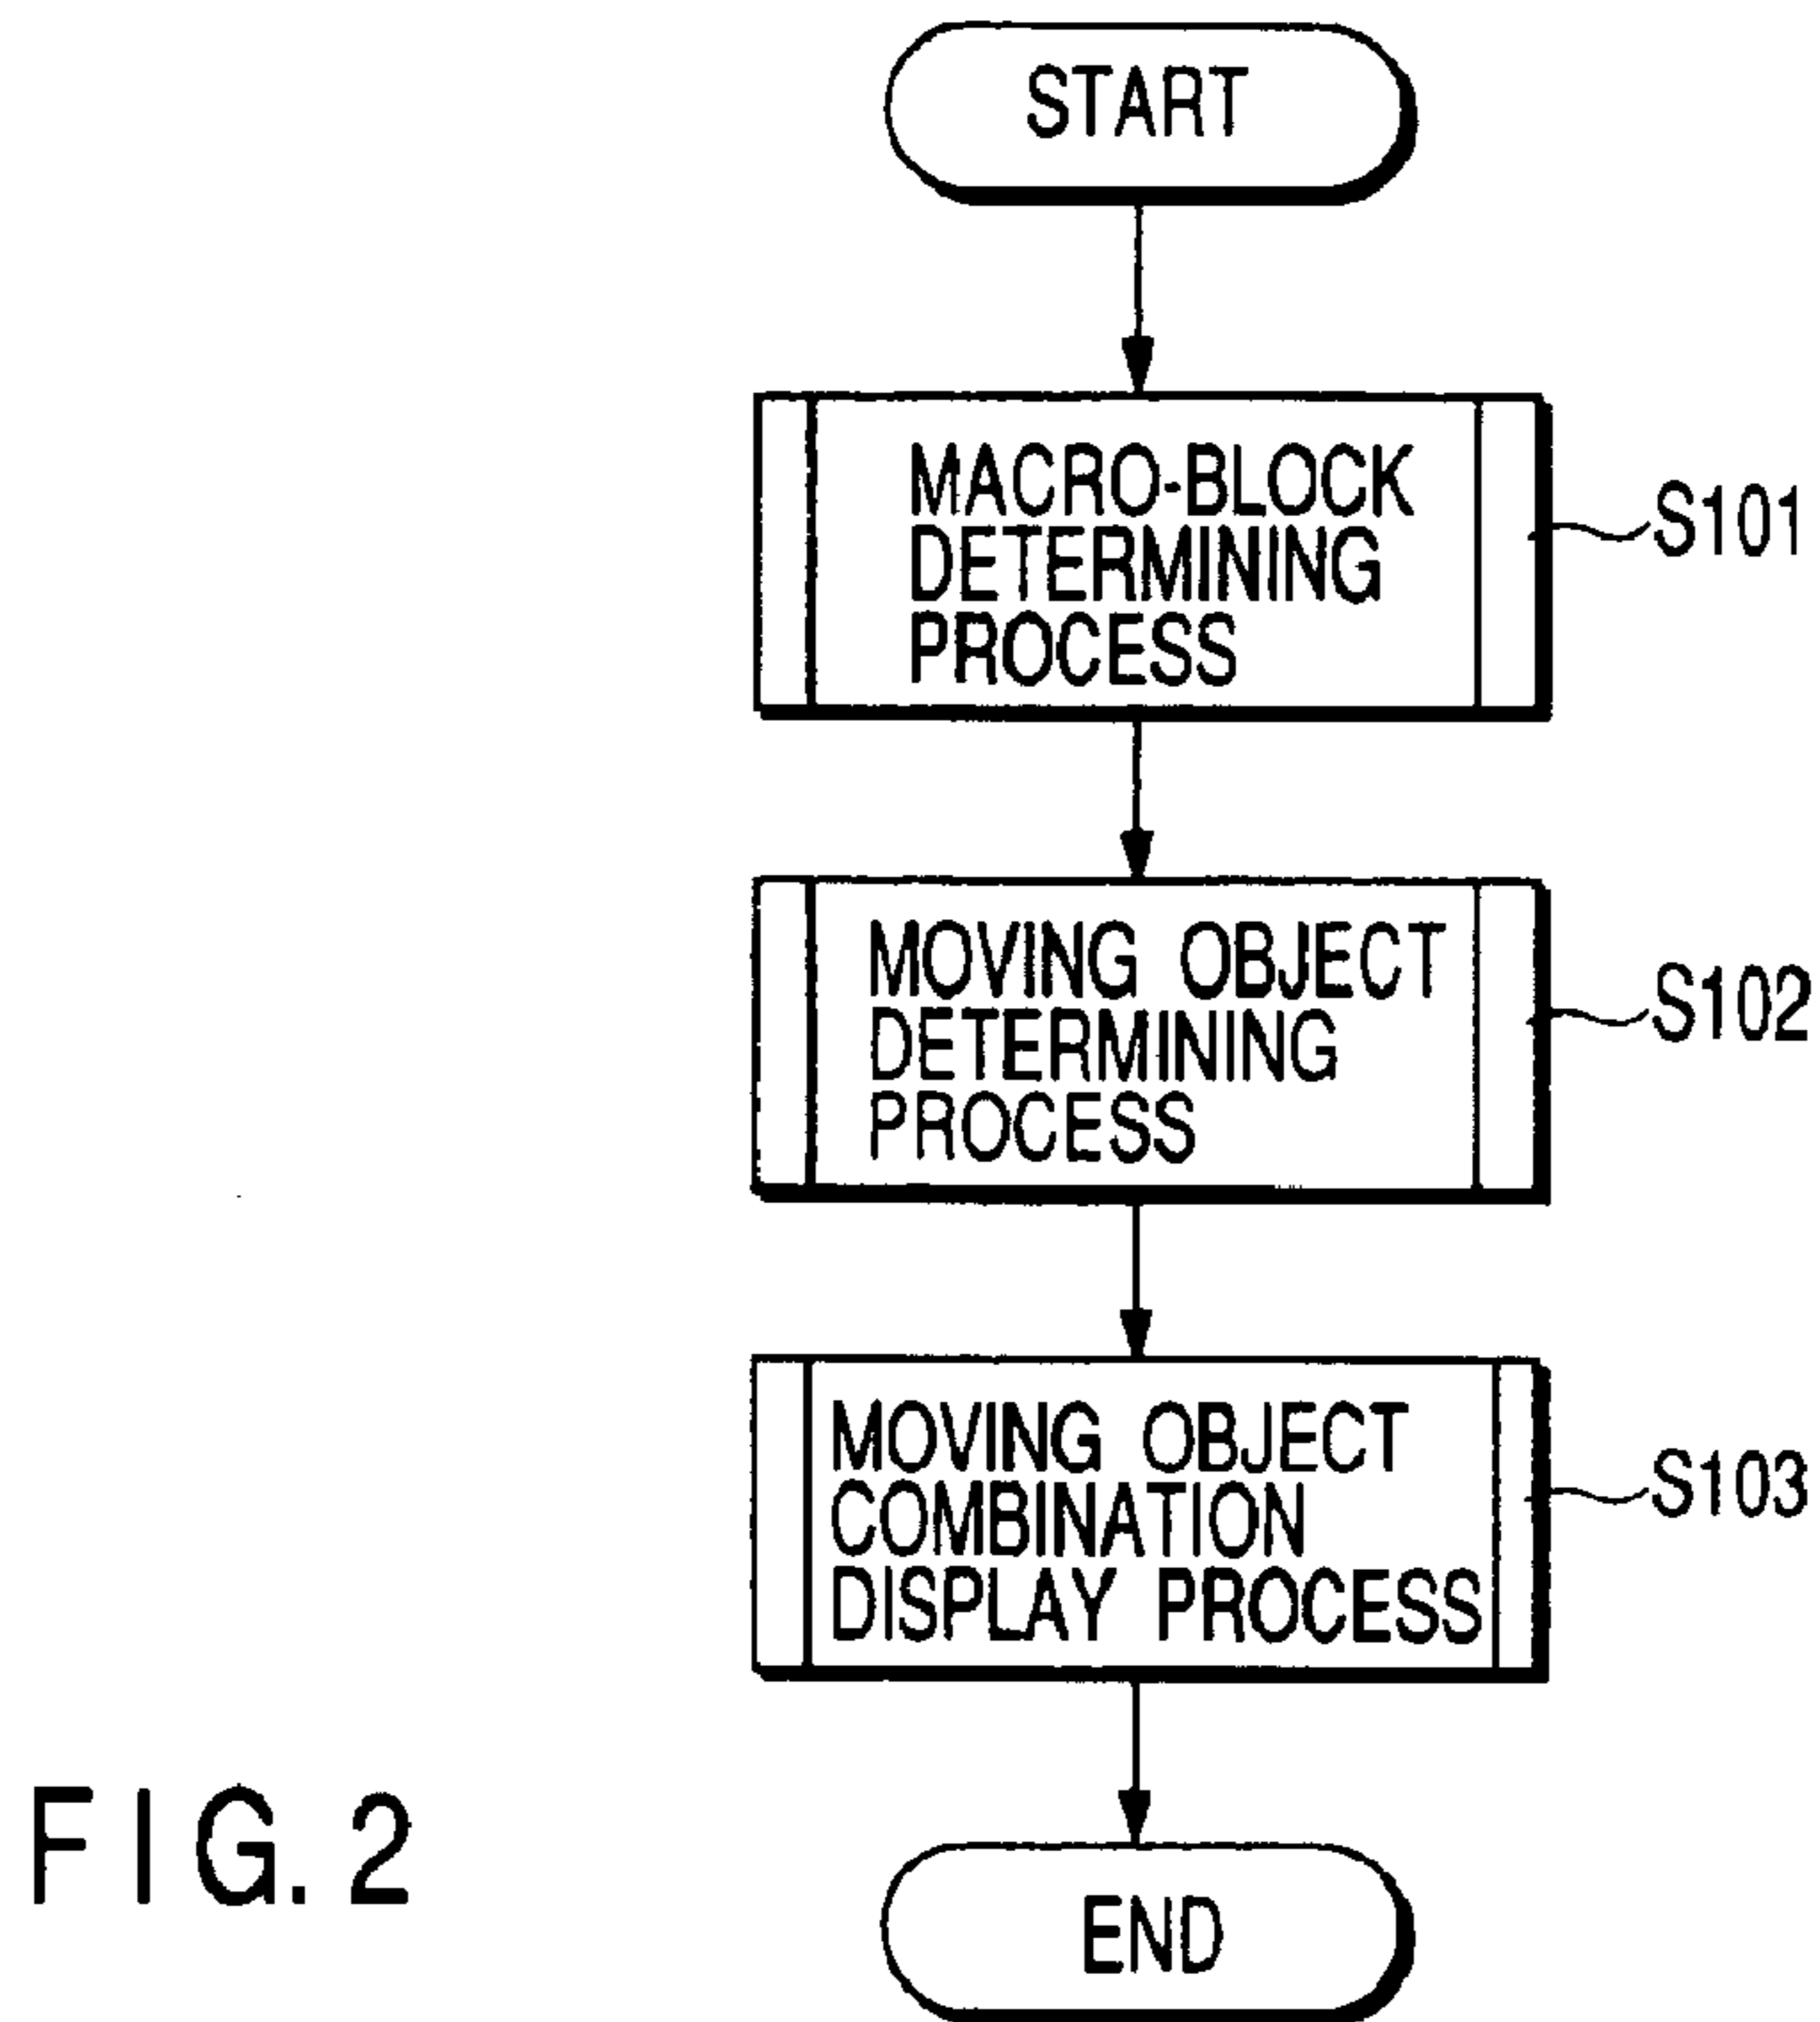 START
MACRO-BLOCK
DETERMINING
PROCESS
S101
MOVING OBJECT
DETERMINING
PROCESS
S102
MOVING OBJECT
COMBINATION
DISPLAY PROCESS
S103
END
FIG. 2